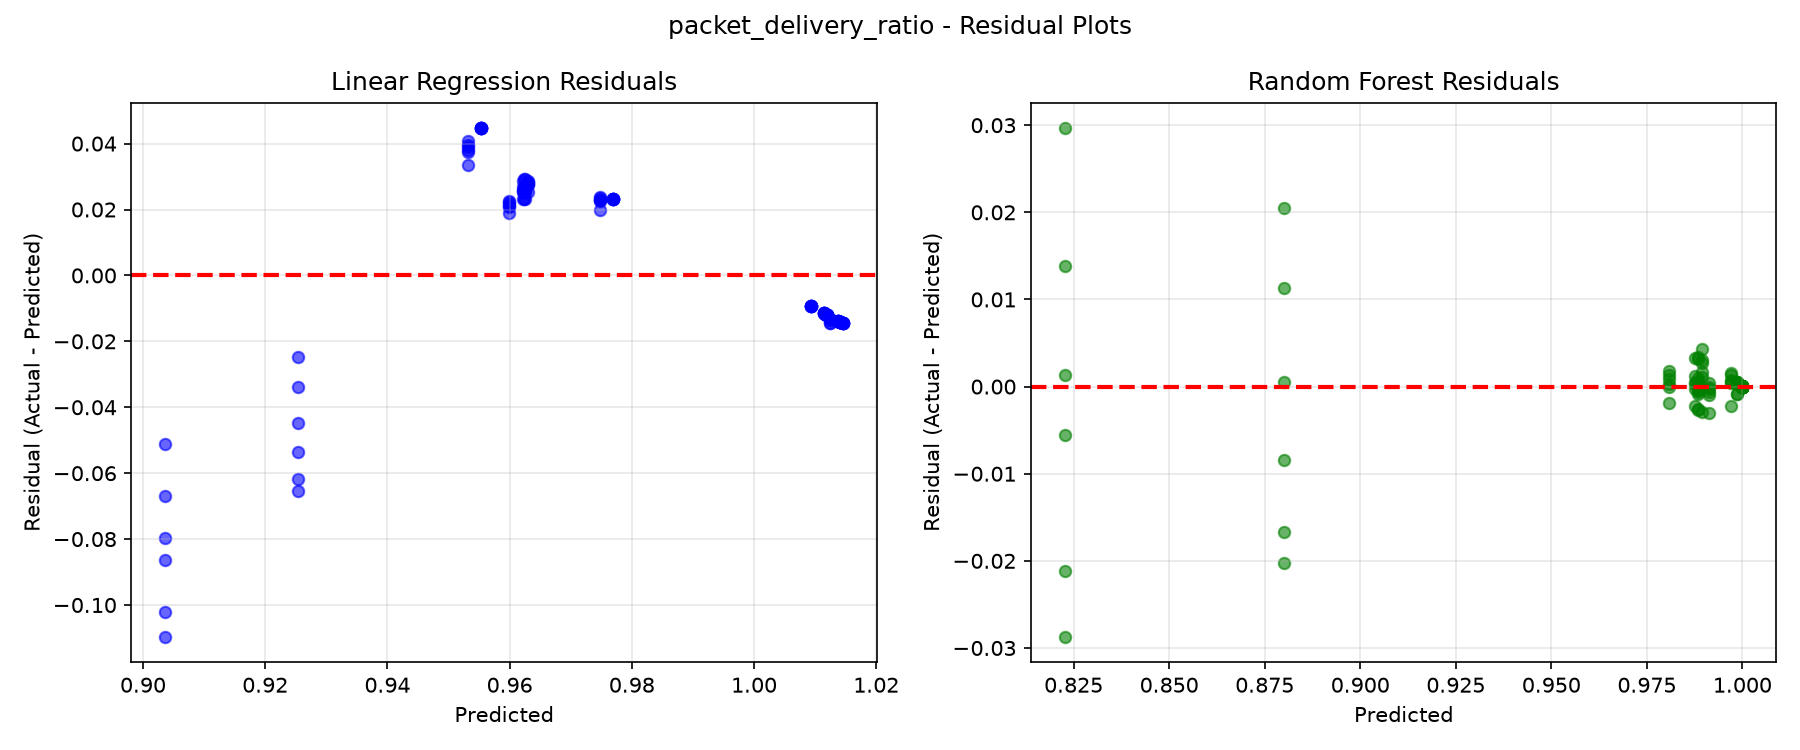 packet_delivery_ratio - Residual Plots
Linear Regression Residuals
Residual (Actual - Predicted)
0.04
0.02
0.00
−0.02
−0.04
−0.06
−0.08
−0.10
0.90 0.92 0.94 0.96 0.98 1.00 1.02
Predicted
Random Forest Residuals
Residual (Actual - Predicted)
0.03
0.02
0.01
0.00
−0.01
−0.02
−0.03
0.825 0.850 0.875 0.900 0.925 0.950 0.975 1.000
Predicted